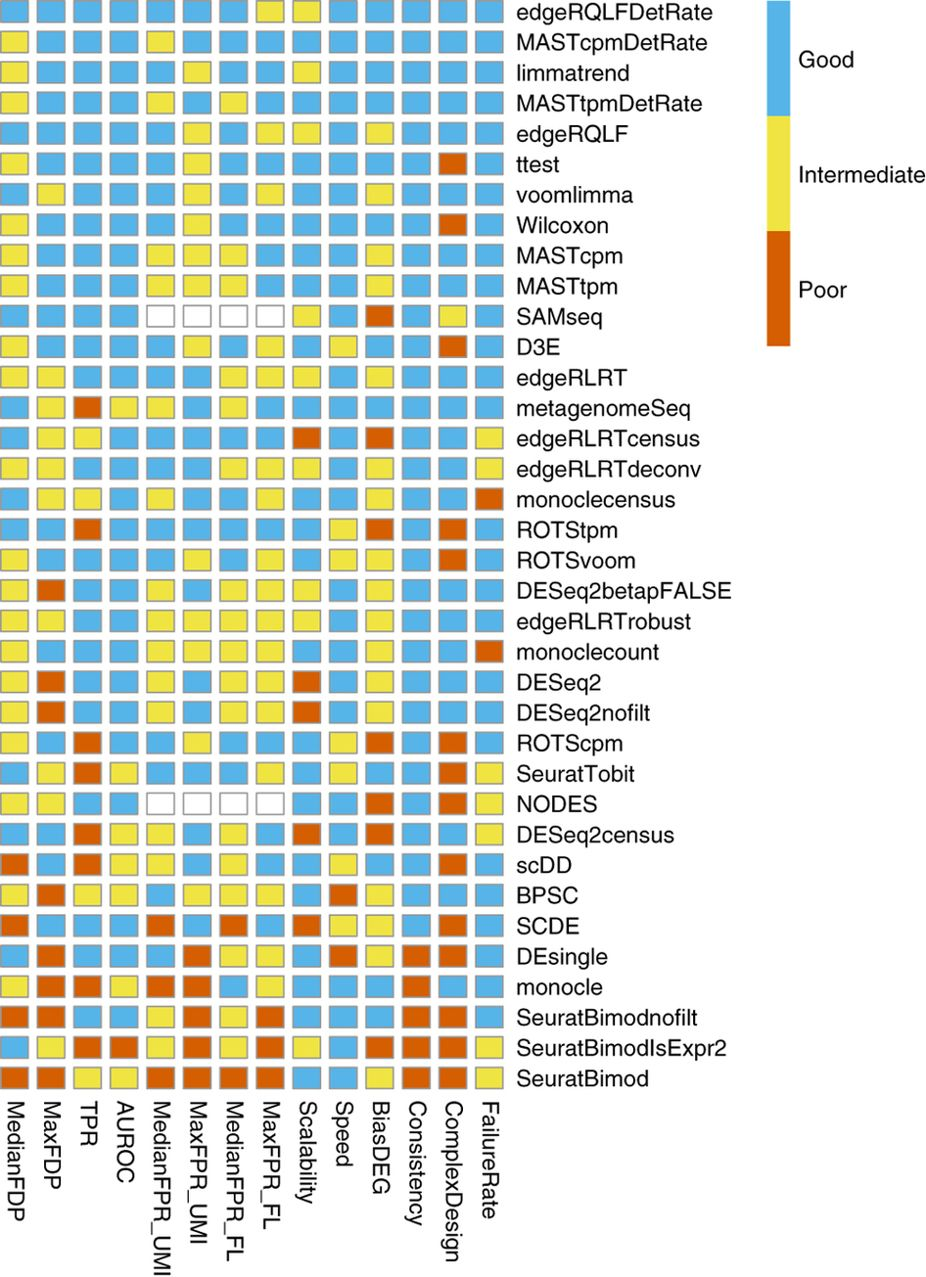 edgeRQLFDetRate
MASTcpmDetRate
limmatrend
MASTtpmDetRate
edgeRQLF
ttest
voomlimma
Wilcoxon
MASTcpm
MASTtpm
SAMseq
D3E
edgeRLRT
metagenomeSeq
edgeRLRTcensus
edgeRLRTdeconv
monoclecensus
ROTStpm
ROTSvoom
DESeq2betapFALSE
edgeRLRTrobust
monoclecount
DESeq2
DESeq2nofilt
ROTScpm
SeuratTobit
NODES
DESeq2census
scDD
BPSC
SCDE
DEsingle
monocle
SeuratBimodnofilt
SeuratBimodIsExpr2
SeuratBimod
Good
Intermediate
Poor
MedianFDP
MaxFDP
TPR
AUROC
MedianFPR_UMI
MaxFPR_UMI
MedianFPR_FL
MaxFPR_FL
Scalability
Speed
BiasDEG
Consistency
ComplexDesign
FailureRate